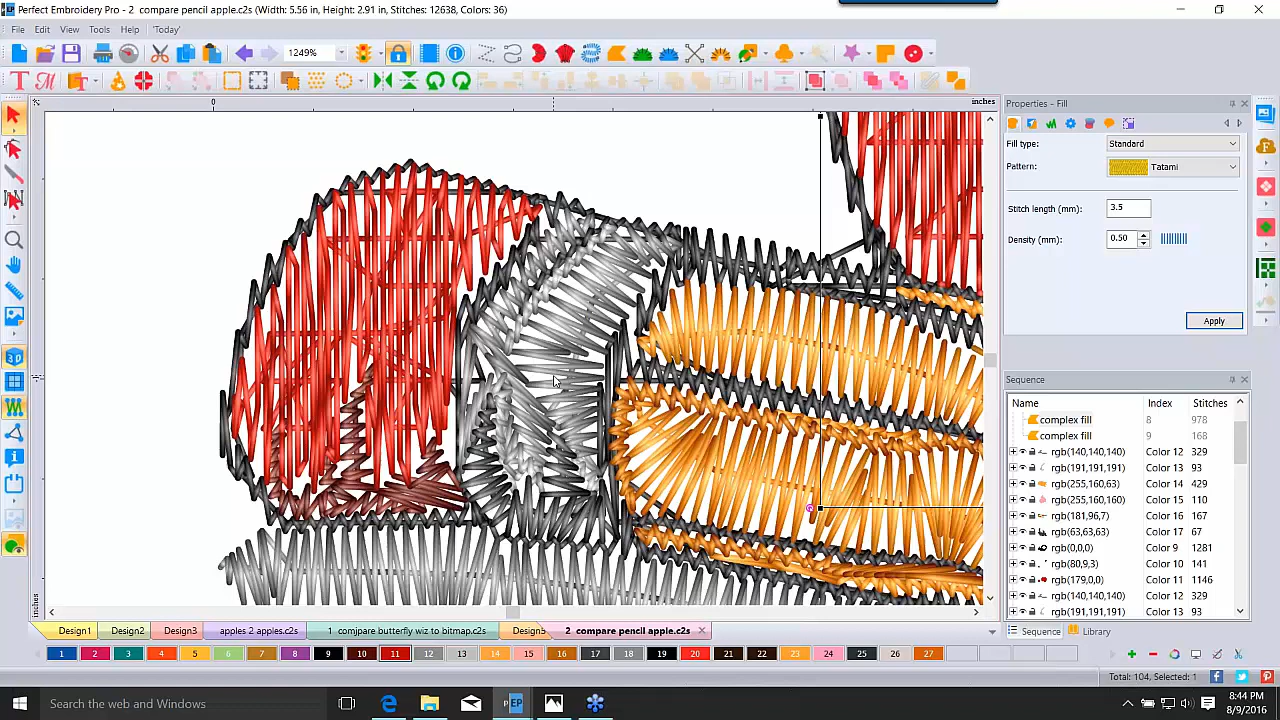 Perfect Embroidery Pro - 2 compare pencil apple.c2s (Width: 5.56 in, Height: 2.91 in, Stitches: 12638, Colors: 36)
File Edit View Tools Help 'Today'
1249%
0 inches
Properties - Fill
Fill type: Standard
Pattern: Tatami
Stitch length (mm): 3.5
Density (mm): 0.50
Apply
Sequence
Name Index Stitches
complex fill 8 978
complex fill 9 168
rgb(140,140,140) Color 12 329
rgb(191,191,191) Color 13 93
rgb(255,160,63) Color 14 429
rgb(255,160,160) Color 15 110
rgb(181,96,7) Color 16 167
rgb(63,63,63) Color 17 67
rgb(0,0,0) Color 9 1281
rgb(80,9,3) Color 10 141
rgb(179,0,0) Color 11 1146
rgb(140,140,140) Color 12 329
rgb(191,191,191) Color 13 93
inches
Design1 Design2 Design3 apples 2 apples.c2s 1 comjpare butterfly wiz to bitmap.c2s Design5 2 compare pencil apple.c2s
Sequence Library
1 2 3 4 5 6 7 8 9 10 11 12 13 14 15 16 17 18 19 20 21 22 23 24 25 26 27
Total: 104, Selected: 1
Search the web and Windows
PEP
8:44 PM
8/9/2016